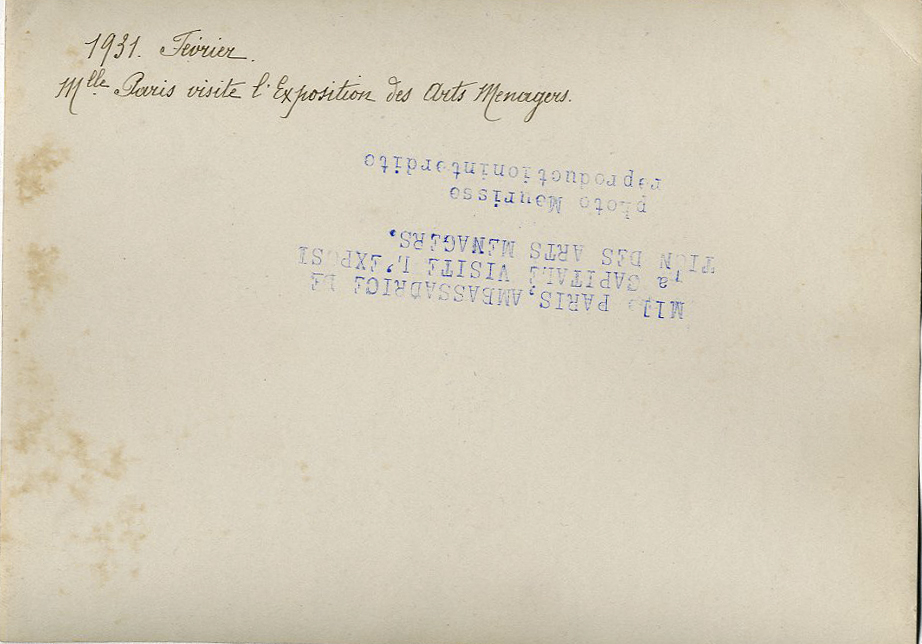 1931. Février.
Mlle Paris visite l'Exposition des Arts Menagers.
Mlle PARIS, AMBASSADRICE DE
la CAPITALE VISITE L'EXPOSI
TION DES ARTS MENAGERS.
photo Meurisse
reproductioninterdite